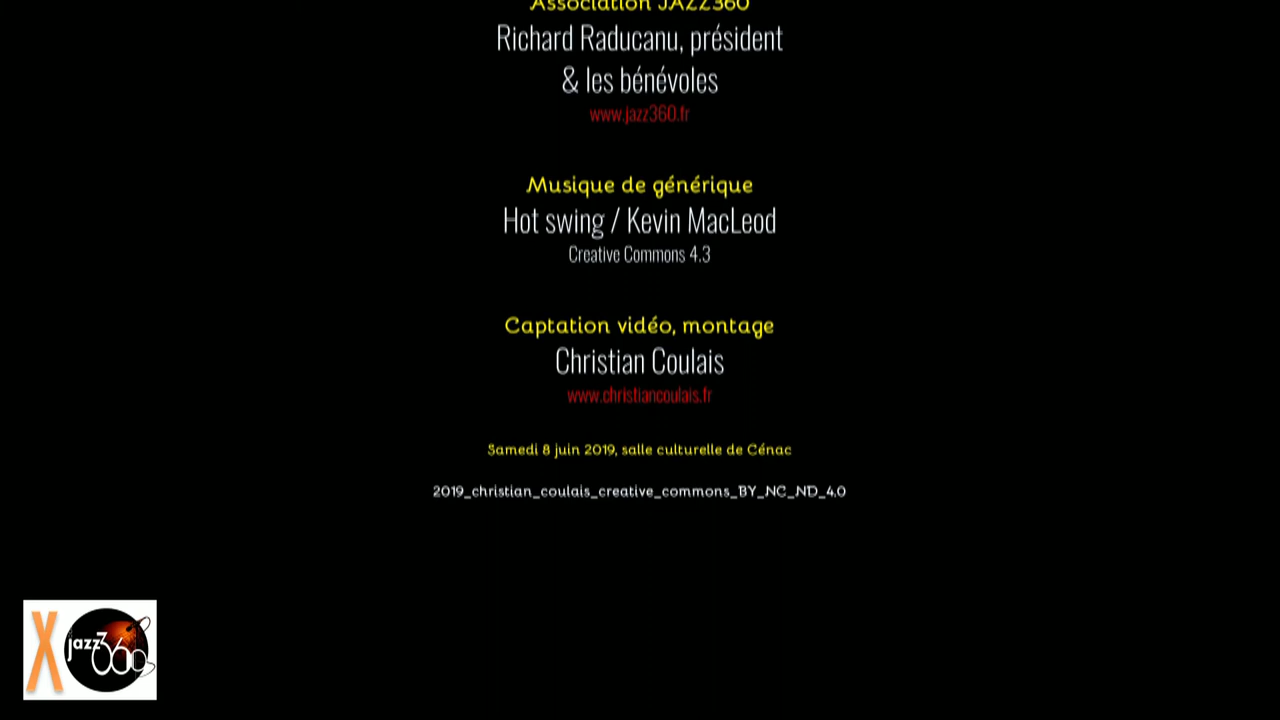 Association JAZZ360
Richard Raducanu, président
& les bénévoles
www.jazz360.fr
Musique de générique
Hot swing / Kevin MacLeod
Creative Commons 4.3
Captation vidéo, montage
Christian Coulais
www.christiancoulais.fr
Samedi 8 juin 2019, salle culturelle de Cénac
2019_christian_coulais_creative_commons_BY_NC_ND_4.0
X jazz 360